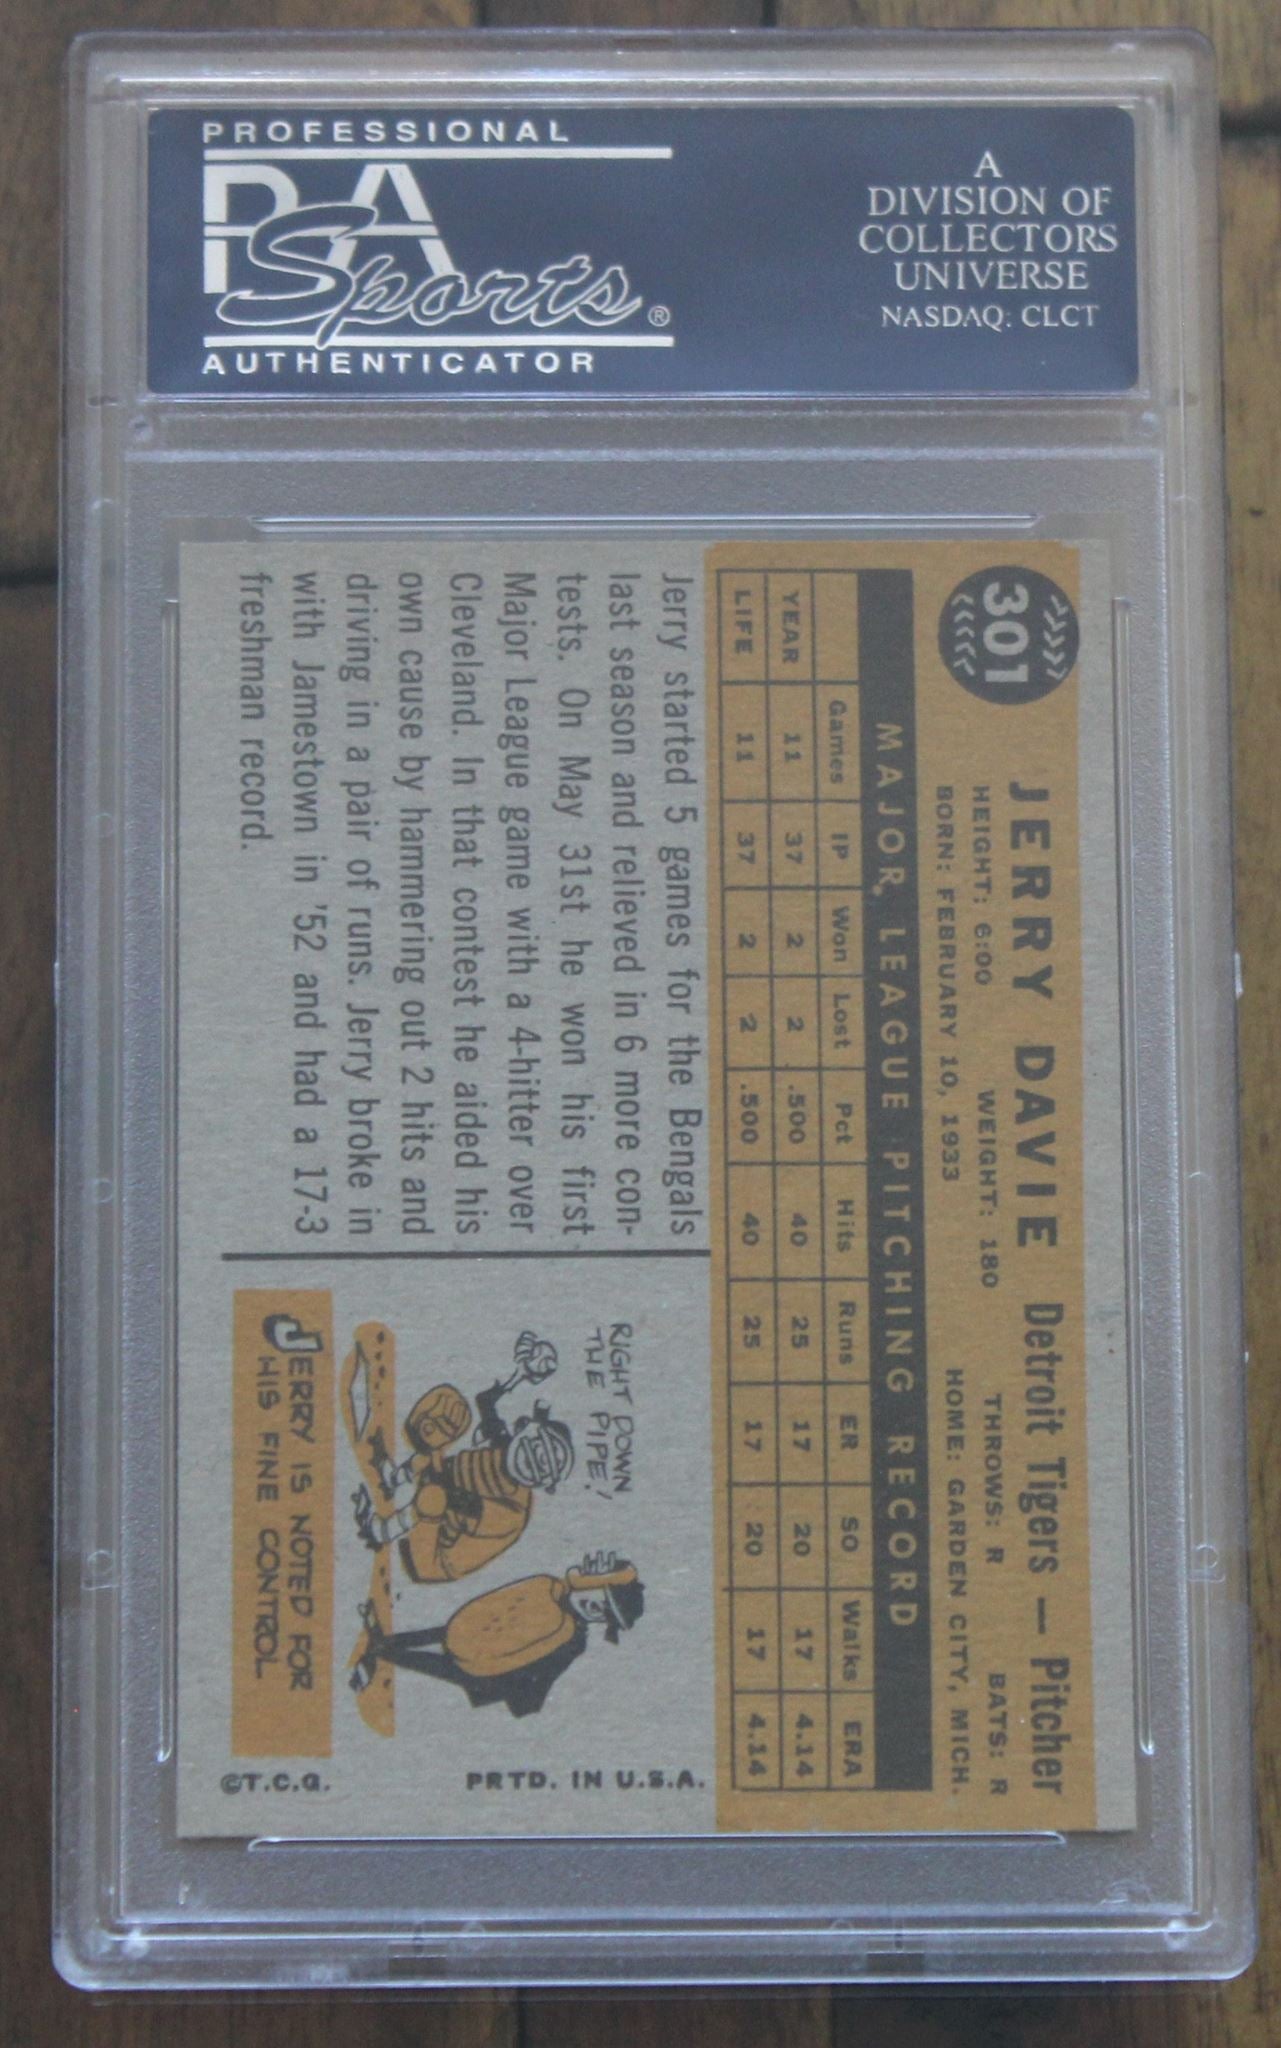 PROFESSIONAL
PSA
Sports®
AUTHENTICATOR
A
DIVISION OF
COLLECTORS
UNIVERSE
NASDAQ: CLCT
301
JERRY DAVIE Detroit Tigers — Pitcher
HEIGHT: 6:00 WEIGHT: 180 THROWS: R BATS: R
BORN: FEBRUARY 10, 1933 HOME: GARDEN CITY, MICH.
MAJOR LEAGUE PITCHING RECORD
Games IP Won Lost Pct Hits Runs ER SO Walks ERA
YEAR 11 37 2 2 .500 40 25 17 20 17 4.14
LIFE 11 37 2 2 .500 40 25 17 20 17 4.14
Jerry started 5 games for the Bengals
last season and relieved in 6 more con-
tests. On May 31st he won his first
Major League game with a 4-hitter over
Cleveland. In that contest he aided his
own cause by hammering out 2 hits and
driving in a pair of runs. Jerry broke in
with Jamestown in '52 and had a 17-3
freshman record.
RIGHT DOWN
THE PIPE!
JERRY IS NOTED FOR
HIS FINE CONTROL
PRTD. IN U.S.A.
©T.C.G.